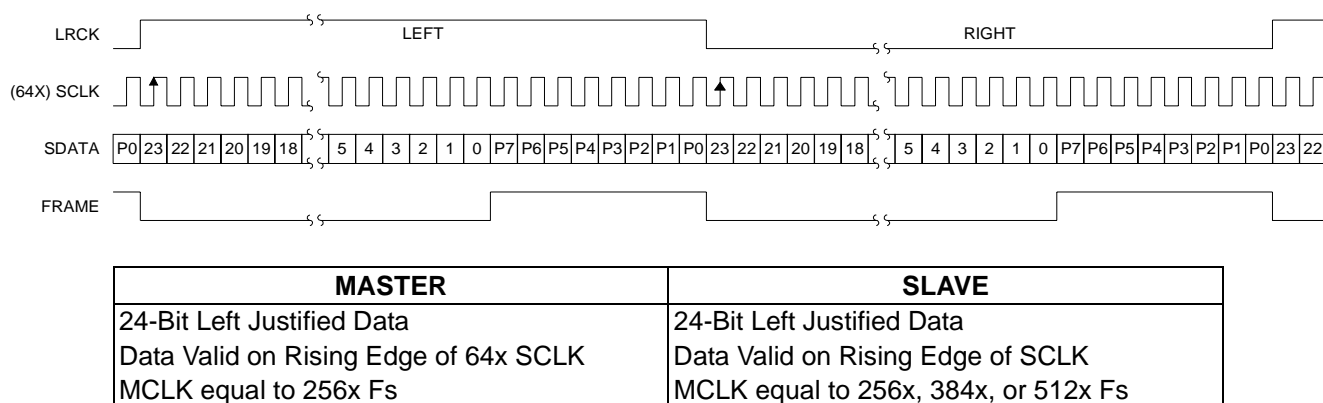 LRCK LEFT RIGHT
(64X) SCLK
SDATA P0 23 22 21 20 19 18 5 4 3 2 1 0 P7 P6 P5 P4 P3 P2 P1 P0 23 22 21 20 19 18 5 4 3 2 1 0 P7 P6 P5 P4 P3 P2 P1 P0 23 22
FRAME
MASTER SLAVE
24-Bit Left Justified Data 24-Bit Left Justified Data
Data Valid on Rising Edge of 64x SCLK Data Valid on Rising Edge of SCLK
MCLK equal to 256x Fs MCLK equal to 256x, 384x, or 512x Fs